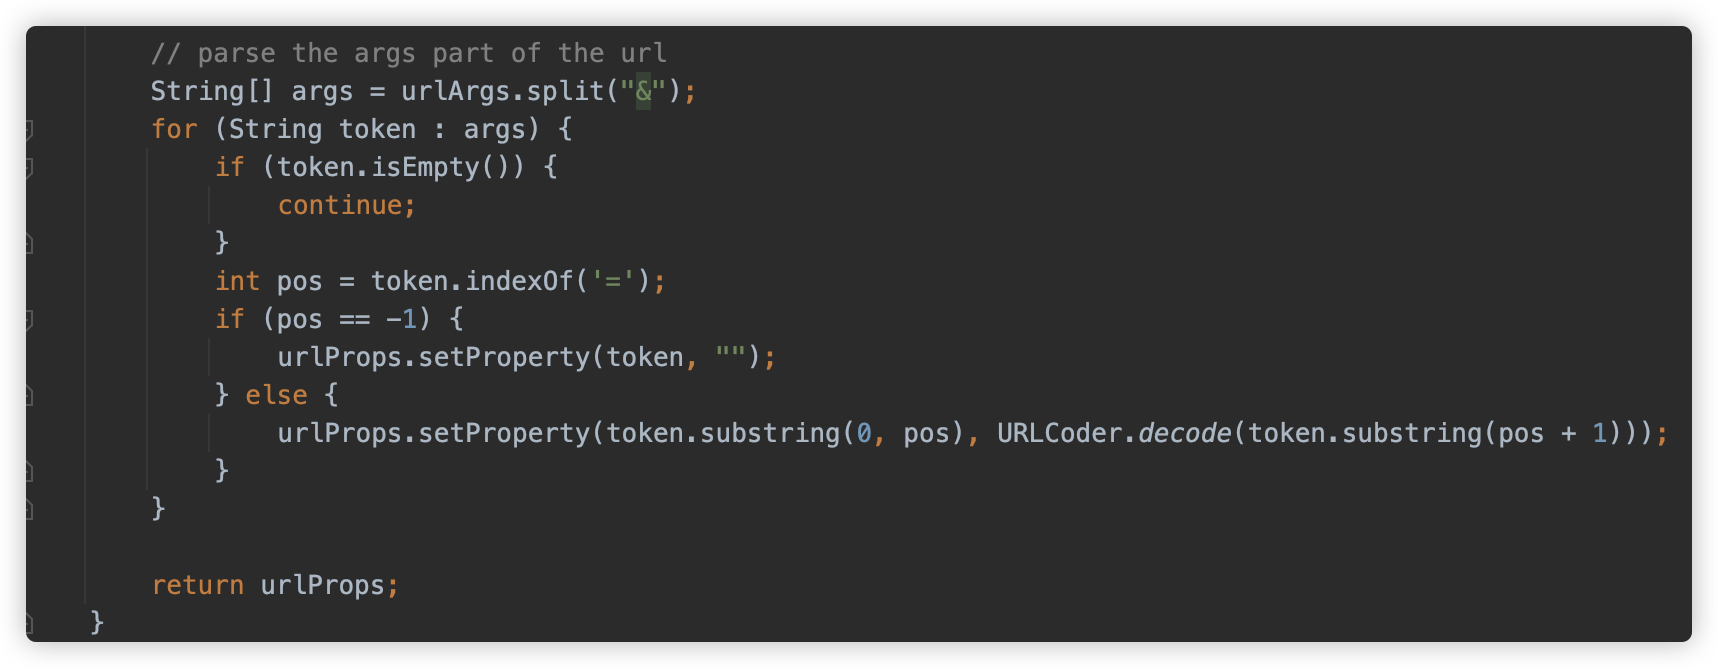 // parse the args part of the url
String[] args = urlArgs.split("&");
for (String token : args) {
if (token.isEmpty()) {
continue;
}
int pos = token.indexOf('=');
if (pos == -1) {
urlProps.setProperty(token, "");
} else {
urlProps.setProperty(token.substring(0, pos), URLCoder.decode(token.substring(pos + 1)));
}
}
return urlProps;
}